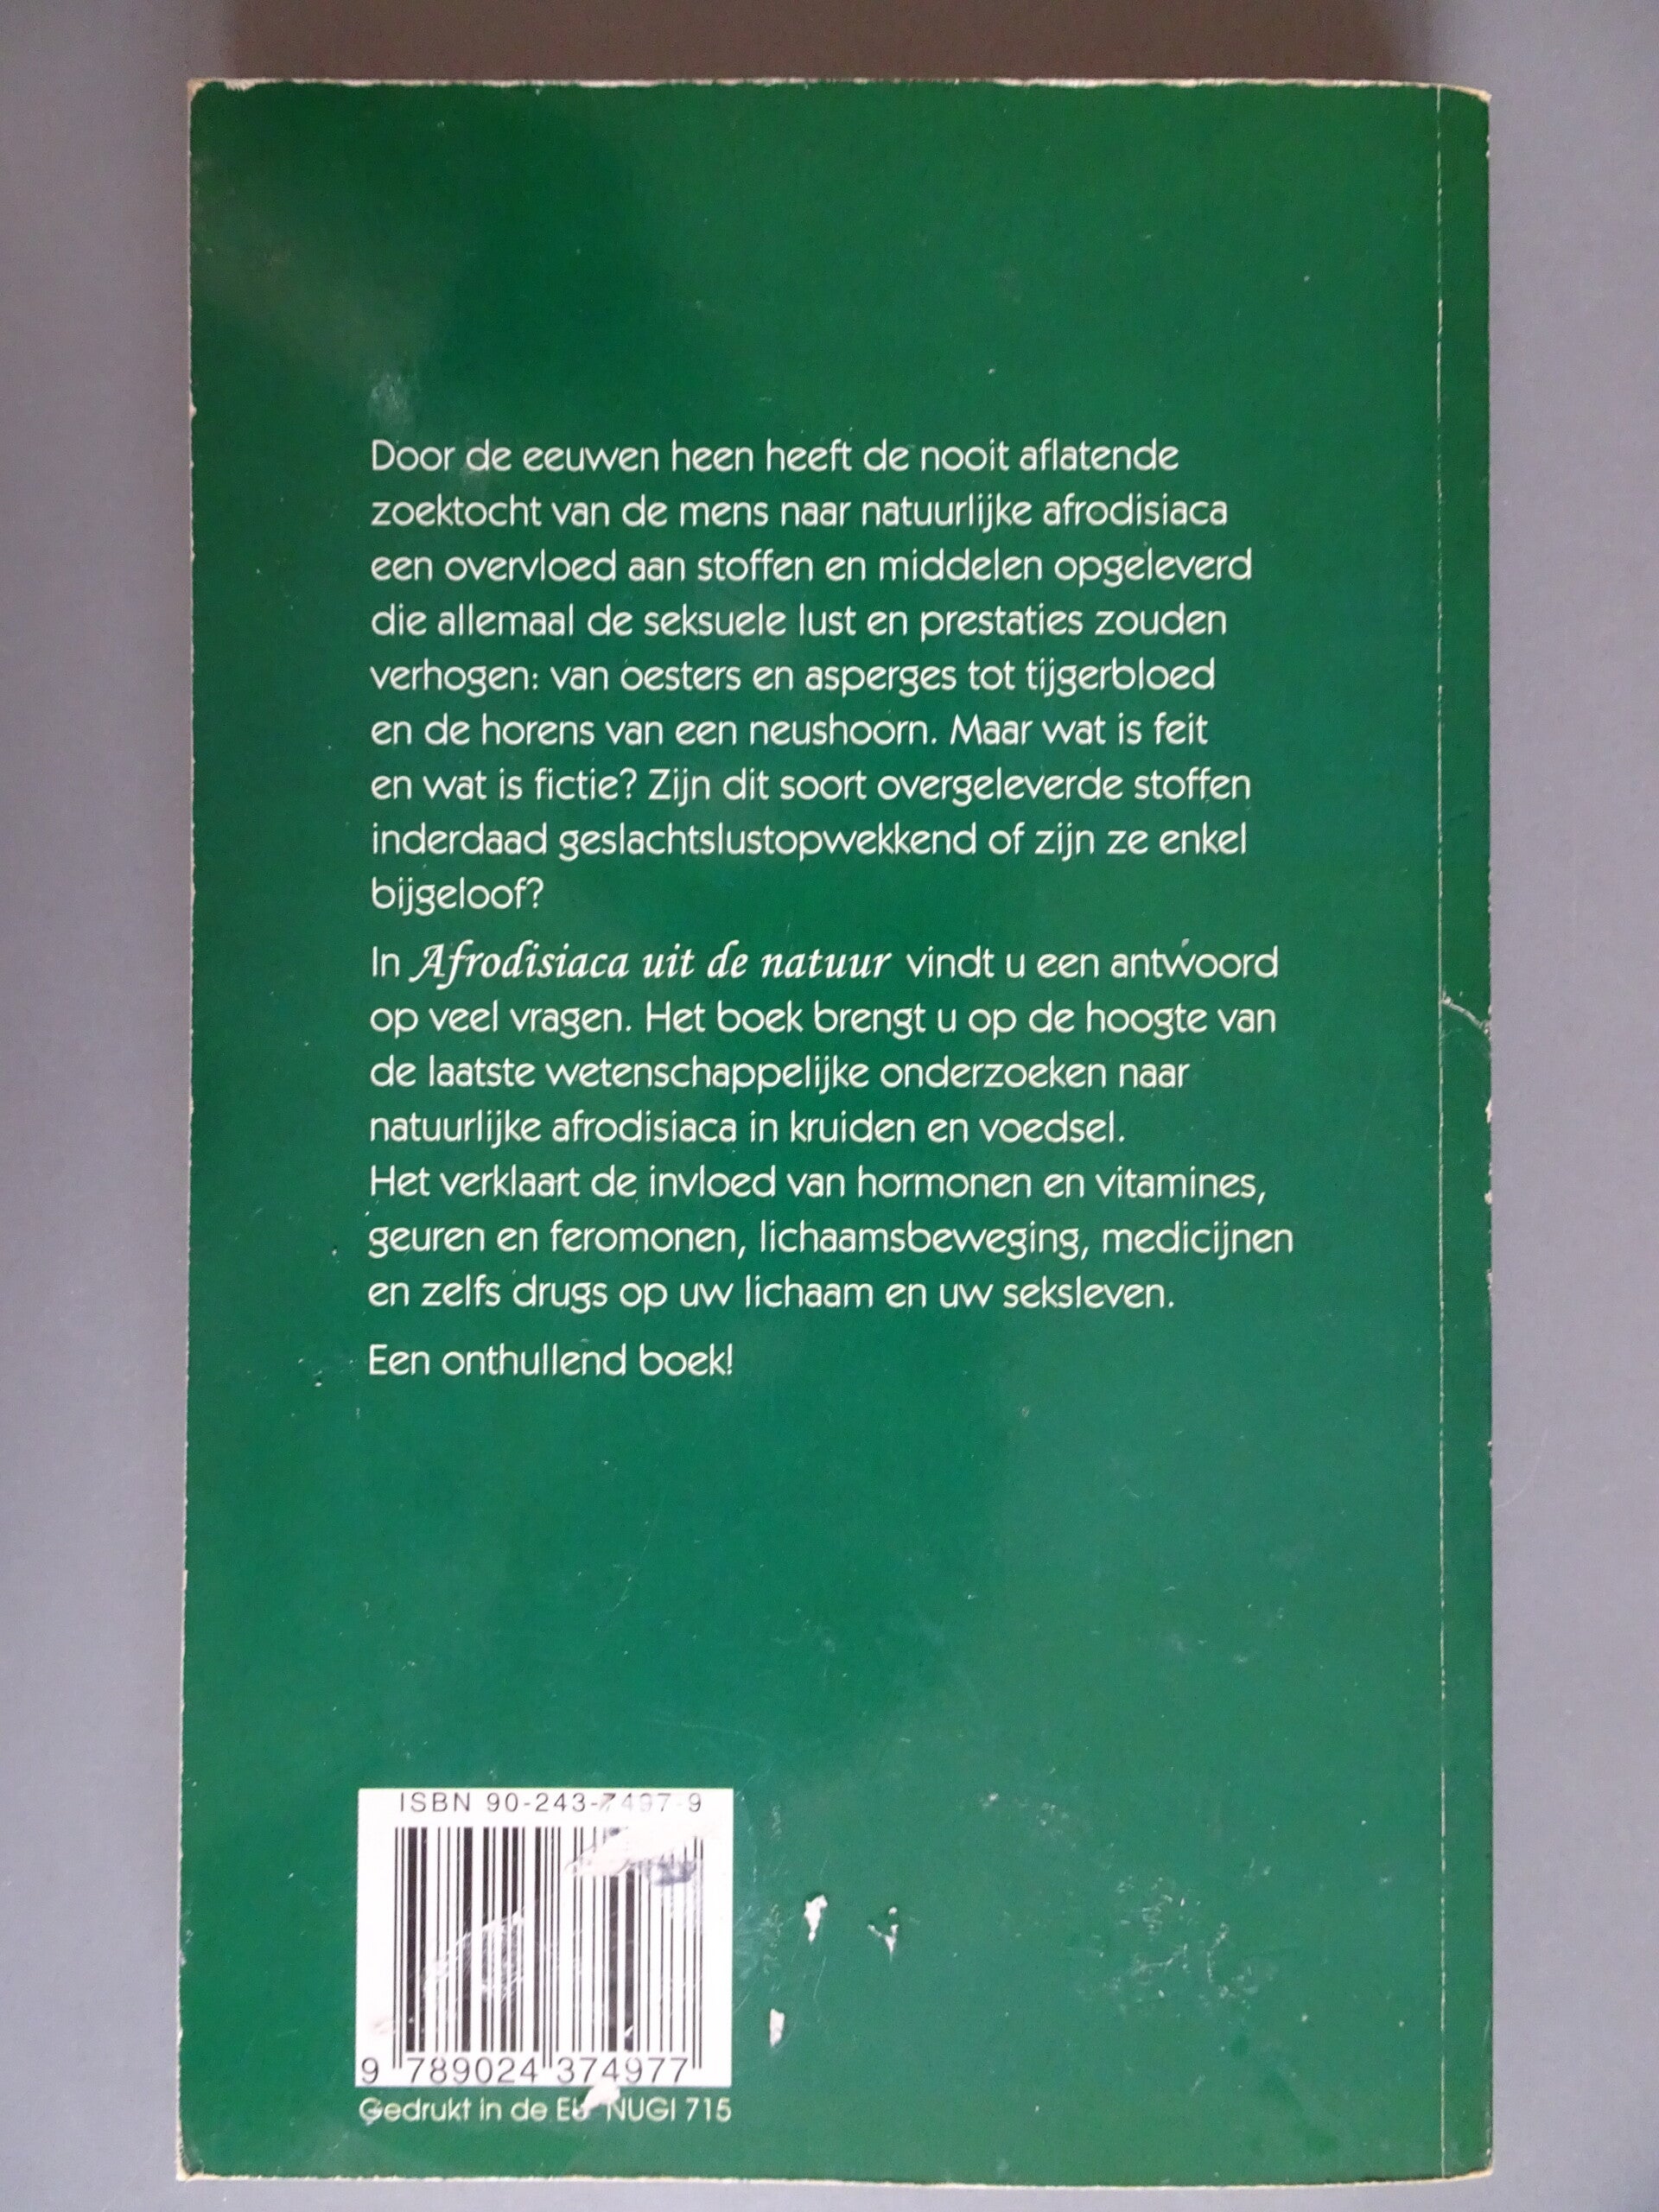 Door de eeuwen heen heeft de nooit aflatende
zoektocht van de mens naar natuurlijke afrodisiaca
een overvloed aan stoffen en middelen opgeleverd
die allemaal de seksuele lust en prestaties zouden
verhogen: van oesters en asperges tot tijgerbloed
en de horens van een neushoorn. Maar wat is feit
en wat is fictie? Zijn dit soort overgeleverde stoffen
inderdaad geslachtslustopwekkend of zijn ze enkel
bijgeloof?
In Afrodisiaca uit de natuur vindt u een antwoord
op veel vragen. Het boek brengt u op de hoogte van
de laatste wetenschappelijke onderzoeken naar
natuurlijke afrodisiaca in kruiden en voedsel.
Het verklaart de invloed van hormonen en vitamines,
geuren en feromonen, lichaamsbeweging, medicijnen
en zelfs drugs op uw lichaam en uw seksleven.
Een onthullend boek!
ISBN 90-243-7497-9
9 789024 374977
Gedrukt in de EU NUGI 715